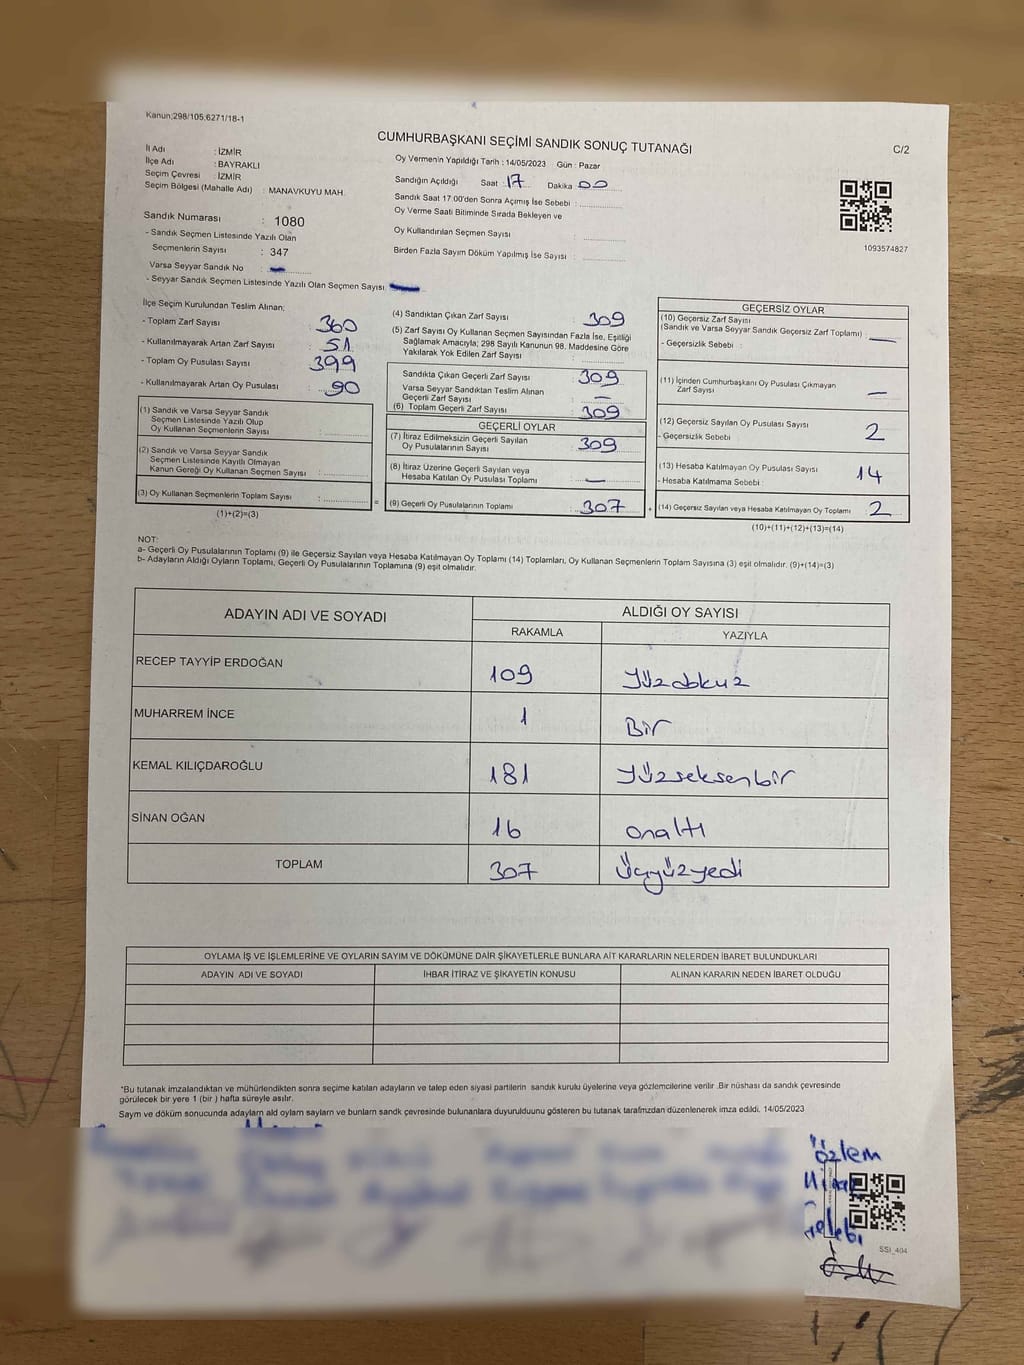 Kanun;298/105,6271/18-1
CUMHURBAŞKANI SEÇİMİ SANDIK SONUÇ TUTANAĞI
C/2
İl Adı : İZMİR
İlçe Adı : BAYRAKLI
Seçim Çevresi : İZMİR
Seçim Bölgesi (Mahalle Adı) : MANAVKUYU MAH.
Oy Vermenin Yapıldığı Tarih : 14/05/2023 Gün : Pazar
Sandığın Açıldığı Saat : 17 Dakika 00
Sandık Saat 17.00'den Sonra Açımış İse Sebebi :
Oy Verme Saati Bitiminde Sırada Bekleyen ve
Oy Kullandırılan Seçmen Sayısı :
Birden Fazla Sayım Döküm Yapılmış İse Sayısı :
1093574827
Sandık Numarası : 1080
- Sandık Seçmen Listesinde Yazılı Olan
Seçmenlerin Sayısı : 347
Varsa Seyyar Sandık No :
- Seyyar Sandık Seçmen Listesinde Yazılı Olan Seçmen Sayısı:
İlçe Seçim Kurulundan Teslim Alınan;
- Toplam Zarf Sayısı : 360
- Kullanılmayarak Artan Zarf Sayısı : 51
- Toplam Oy Pusulası Sayısı : 399
- Kullanılmayarak Artan Oy Pusulası : 90
(1) Sandık ve Varsa Seyyar Sandık
Seçmen Listesinde Yazılı Olup
Oy Kullanan Seçmenlerin Sayısı :
(2) Sandık ve Varsa Seyyar Sandık
Seçmen Listesinde Kayıtlı Olmayan
Kanun Gereği Oy Kullanan Seçmen Sayısı :
(3) Oy Kullanan Seçmenlerin Toplam Sayısı : =
(1)+(2)=(3)
(4) Sandıktan Çıkan Zarf Sayısı : 309
(5) Zarf Sayısı Oy Kullanan Seçmen Sayısından Fazla İse, Eşitliği
Sağlamak Amacıyla; 298 Sayılı Kanunun 98. Maddesine Göre
Yakılarak Yok Edilen Zarf Sayısı :
Sandıkta Çıkan Geçerli Zarf Sayısı : 309
Varsa Seyyar Sandıktan Teslim Alınan
Geçerli Zarf Sayısı : —
(6) Toplam Geçerli Zarf Sayısı : 309
GEÇERLİ OYLAR
(7) İtiraz Edilmeksizin Geçerli Sayılan
Oy Pusulalarının Sayısı : 309
(8) İtiraz Üzerine Geçerli Sayılan veya
Hesaba Katılan Oy Pusulası Toplamı : —
(9) Geçerli Oy Pusulalarının Toplamı : 307 +
GEÇERSİZ OYLAR
(10) Geçersiz Zarf Sayısı
(Sandık ve Varsa Seyyar Sandık Geçersiz Zarf Toplamı) : —
- Geçersizlik Sebebi :
(11) İçinden Cumhurbaşkanı Oy Pusulası Çıkmayan
Zarf Sayısı —
(12) Geçersiz Sayılan Oy Pusulası Sayısı 2
- Geçersizlik Sebebi :
(13) Hesaba Katılmayan Oy Pusulası Sayısı 14
- Hesaba Katılmama Sebebi :
(14) Geçersiz Sayılan veya Hesaba Katılmayan Oy Toplamı 2
(10)+(11)+(12)+(13)=(14)
NOT:
a- Geçerli Oy Pusulalarının Toplamı (9) ile Geçersiz Sayılan veya Hesaba Katılmayan Oy Toplamı (14) Toplamları, Oy Kullanan Seçmenlerin Toplam Sayısına (3) eşit olmalıdır. (9)+(14)=(3)
b- Adayların Aldığı Oyların Toplamı, Geçerli Oy Pusulalarının Toplamına (9) eşit olmalıdır.
ADAYIN ADI VE SOYADI ALDIĞI OY SAYISI
RAKAMLA YAZIYLA
RECEP TAYYİP ERDOĞAN 109 Yüzdokuz
MUHARREM İNCE 1 Bir
KEMAL KILIÇDAROĞLU 181 Yüzseksenbir
SİNAN OĞAN 16 onaltı
TOPLAM 307 Üçyüzyedi
OYLAMA İŞ VE İŞLEMLERİNE VE OYLARIN SAYIM VE DÖKÜMÜNE DAİR ŞİKAYETLERLE BUNLARA AİT KARARLARIN NELERDEN İBARET BULUNDUKLARI
ADAYIN ADI VE SOYADI İHBAR İTİRAZ VE ŞİKAYETİN KONUSU ALINAN KARARIN NEDEN İBARET OLDUĞU
"Bu tutanak imzalandıktan ve mühürlendikten sonra seçime katılan adayların ve talep eden siyasi partilerin sandık kurulu üyelerine veya gözlemcilerine verilir .Bir nüshası da sandık çevresinde
görülecek bir yere 1 (bir ) hafta süreyle asılır.
Sayım ve döküm sonucunda adaylarn ald oylarn saylarn ve bunlarn sandk çevresinde bulunanlara duyurulduunu gösteren bu tutanak tarafmzdan düzenlenerek imza edildi. 14/05/2023
özlem
SSI_404